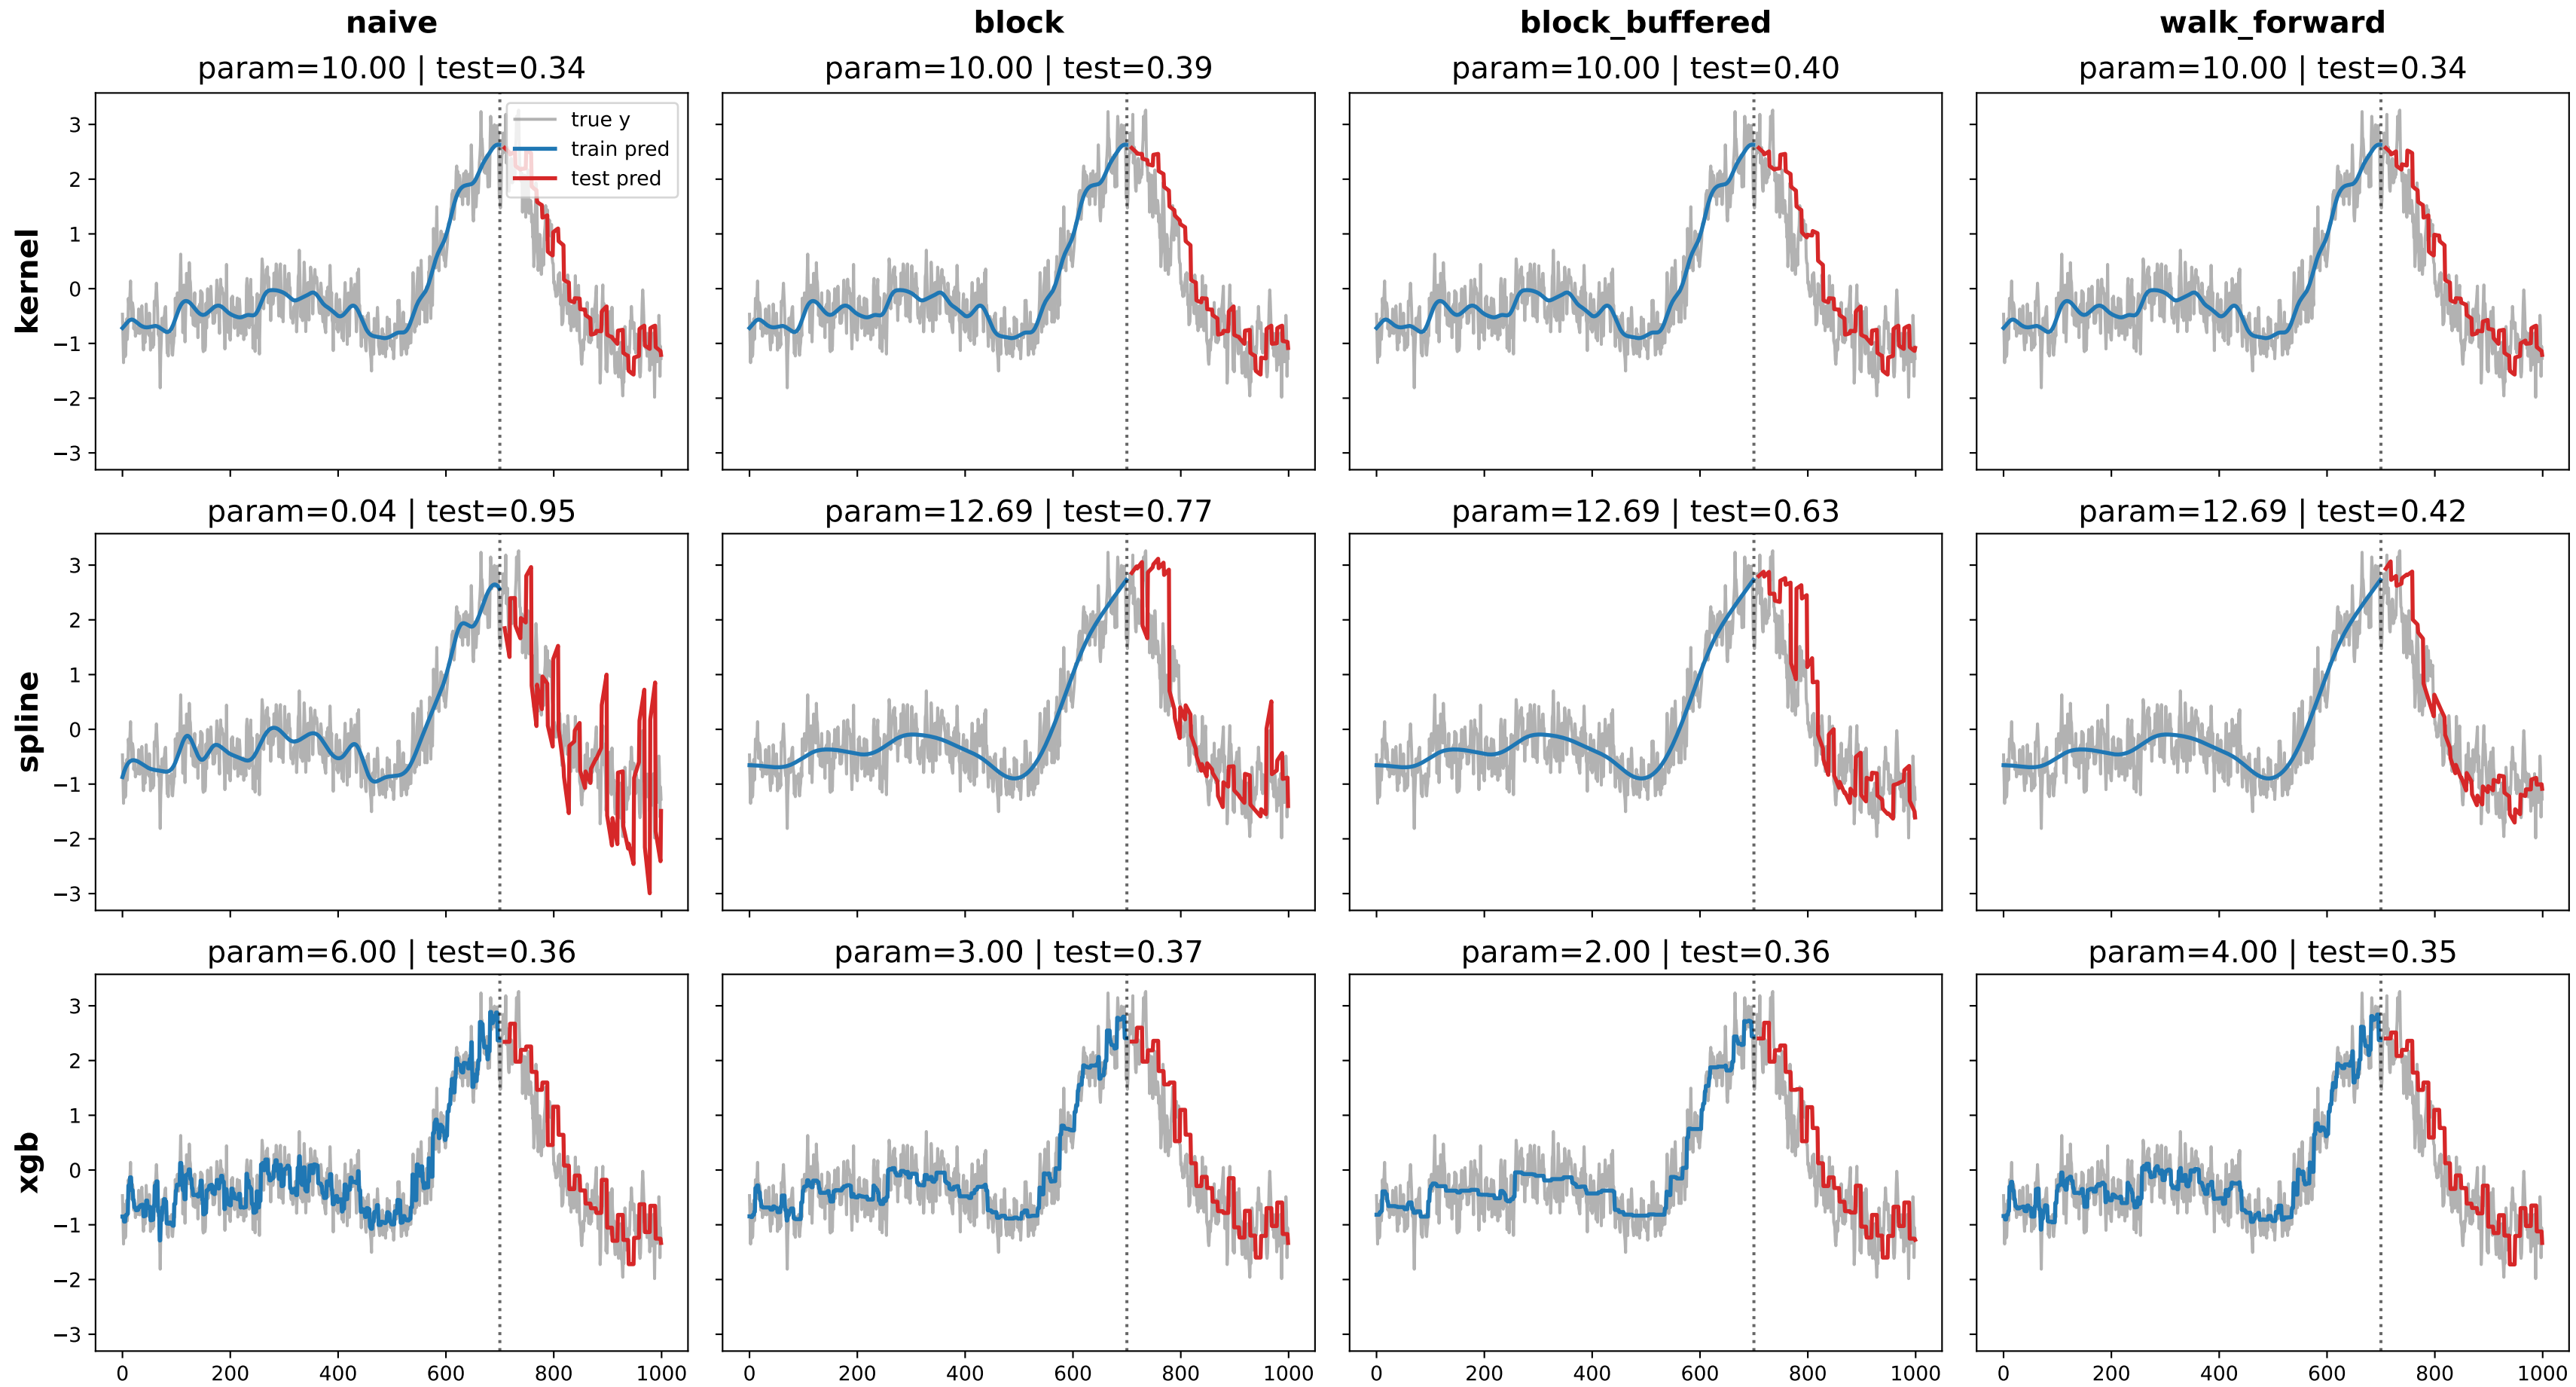 naive block block_buffered walk_forward
param=10.00 | test=0.34 param=10.00 | test=0.39 param=10.00 | test=0.40 param=10.00 | test=0.34
true y
train pred
test pred
3
2
1
0
−1
−2
−3
kernel
param=0.04 | test=0.95 param=12.69 | test=0.77 param=12.69 | test=0.63 param=12.69 | test=0.42
3
2
1
0
−1
−2
−3
spline
param=6.00 | test=0.36 param=3.00 | test=0.37 param=2.00 | test=0.36 param=4.00 | test=0.35
3
2
1
0
−1
−2
−3
xgb
0 200 400 600 800 1000 0 200 400 600 800 1000 0 200 400 600 800 1000 0 200 400 600 800 1000